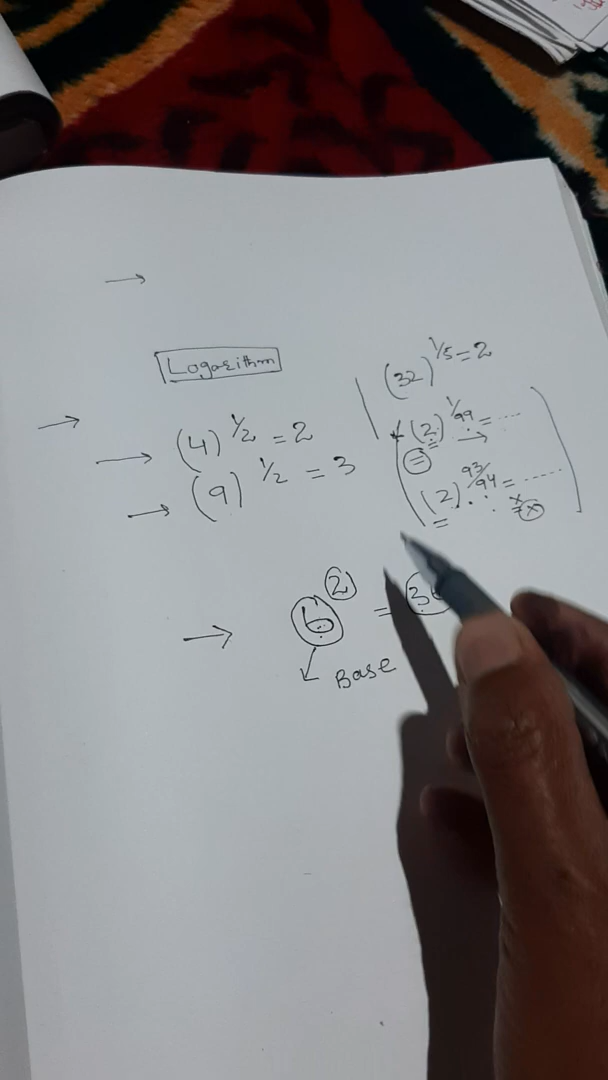 Logarithm
(4)^1/2 = 2
(9)^1/2 = 3
(32)^1/5 = 2
(2)^1/99 = ....
(2)^93/94 = .....
6^2 =
Base